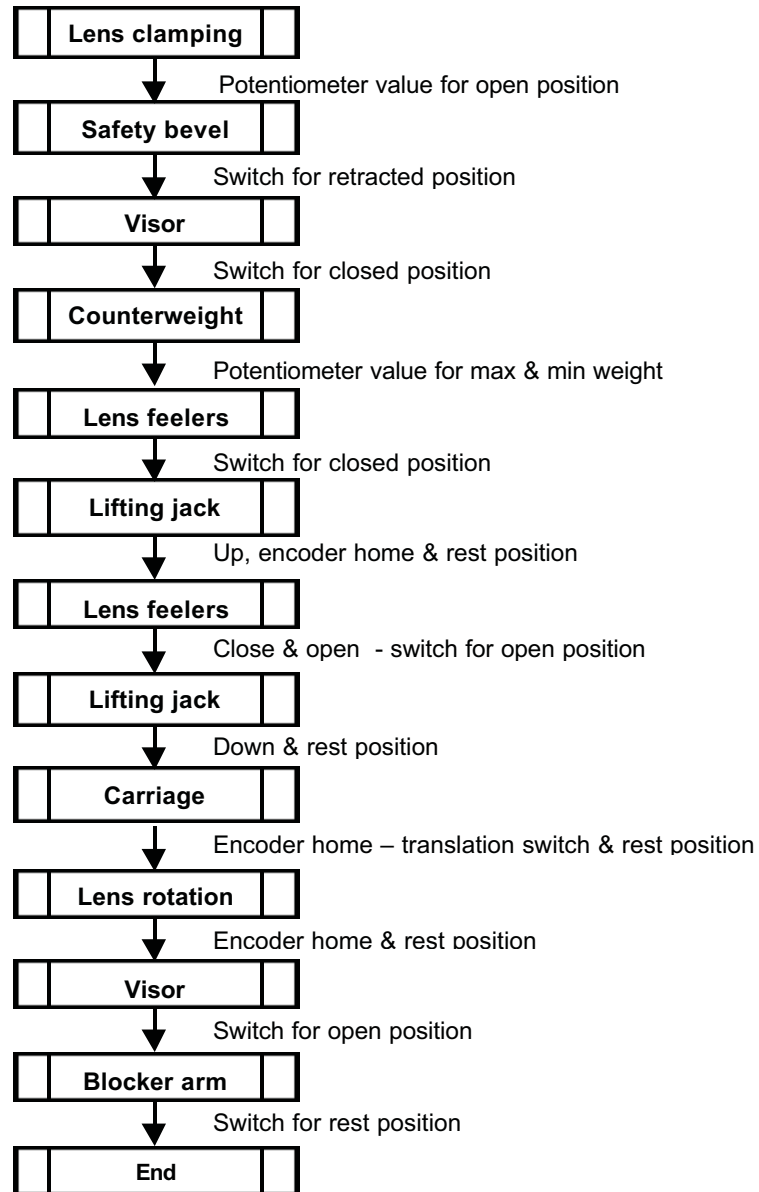 Lens clamping
Potentiometer value for open position
Safety bevel
Switch for retracted position
Visor
Switch for closed position
Counterweight
Potentiometer value for max & min weight
Lens feelers
Switch for closed position
Lifting jack
Up, encoder home & rest position
Lens feelers
Close & open - switch for open position
Lifting jack
Down & rest position
Carriage
Encoder home – translation switch & rest position
Lens rotation
Encoder home & rest position
Visor
Switch for open position
Blocker arm
Switch for rest position
End